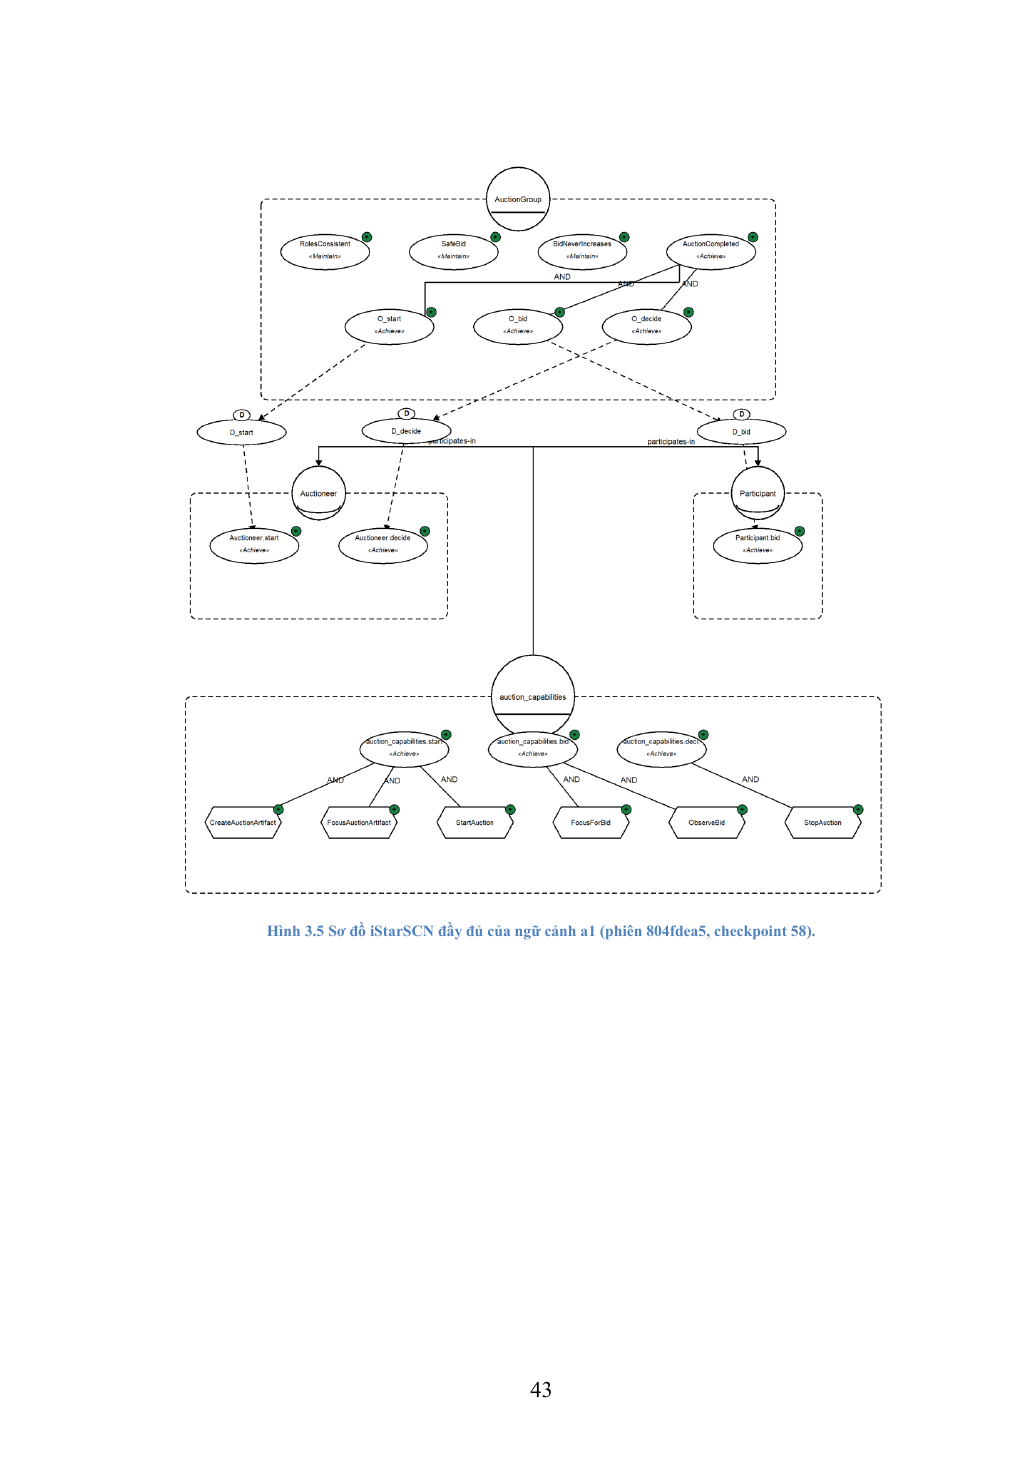 AuctionGroup
RolesConsistent
«Maintain»
SafeBid
«Maintain»
BidNeverIncreases
«Maintain»
AuctionCompleted
«Achieve»
AND
AND
AND
O_start
«Achieve»
O_bid
«Achieve»
O_decide
«Achieve»
D
D_start
D
D_decide
D
D_bid
participates-in
participates-in
Auctioneer
Participant
Auctioneer.start
«Achieve»
Auctioneer.decide
«Achieve»
Participant.bid
«Achieve»
auction_capabilities
auction_capabilities.start
«Achieve»
auction_capabilities.bid
«Achieve»
auction_capabilities.deci
«Achieve»
AND
AND
AND
AND
AND
AND
CreateAuctionArtifact
FocusAuctionArtifact
StartAuction
FocusForBid
ObserveBid
StopAuction
Hình 3.5 Sơ đồ iStarSCN đầy đủ của ngữ cảnh a1 (phiên 804fdea5, checkpoint 58).
43